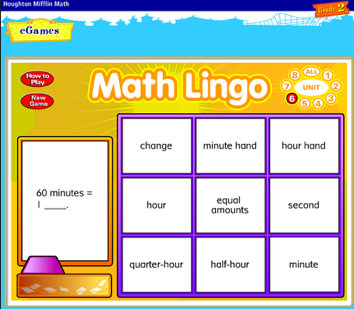 Houghton Mifflin Math
Grade 2
eGames
How to
Play
New
Game
Math Lingo
ALL
1
2
3
4
5
6
7
8
UNIT
change
minute hand
hour hand
60 minutes =
1 ____.
hour
equal
amounts
second
quarter-hour
half-hour
minute